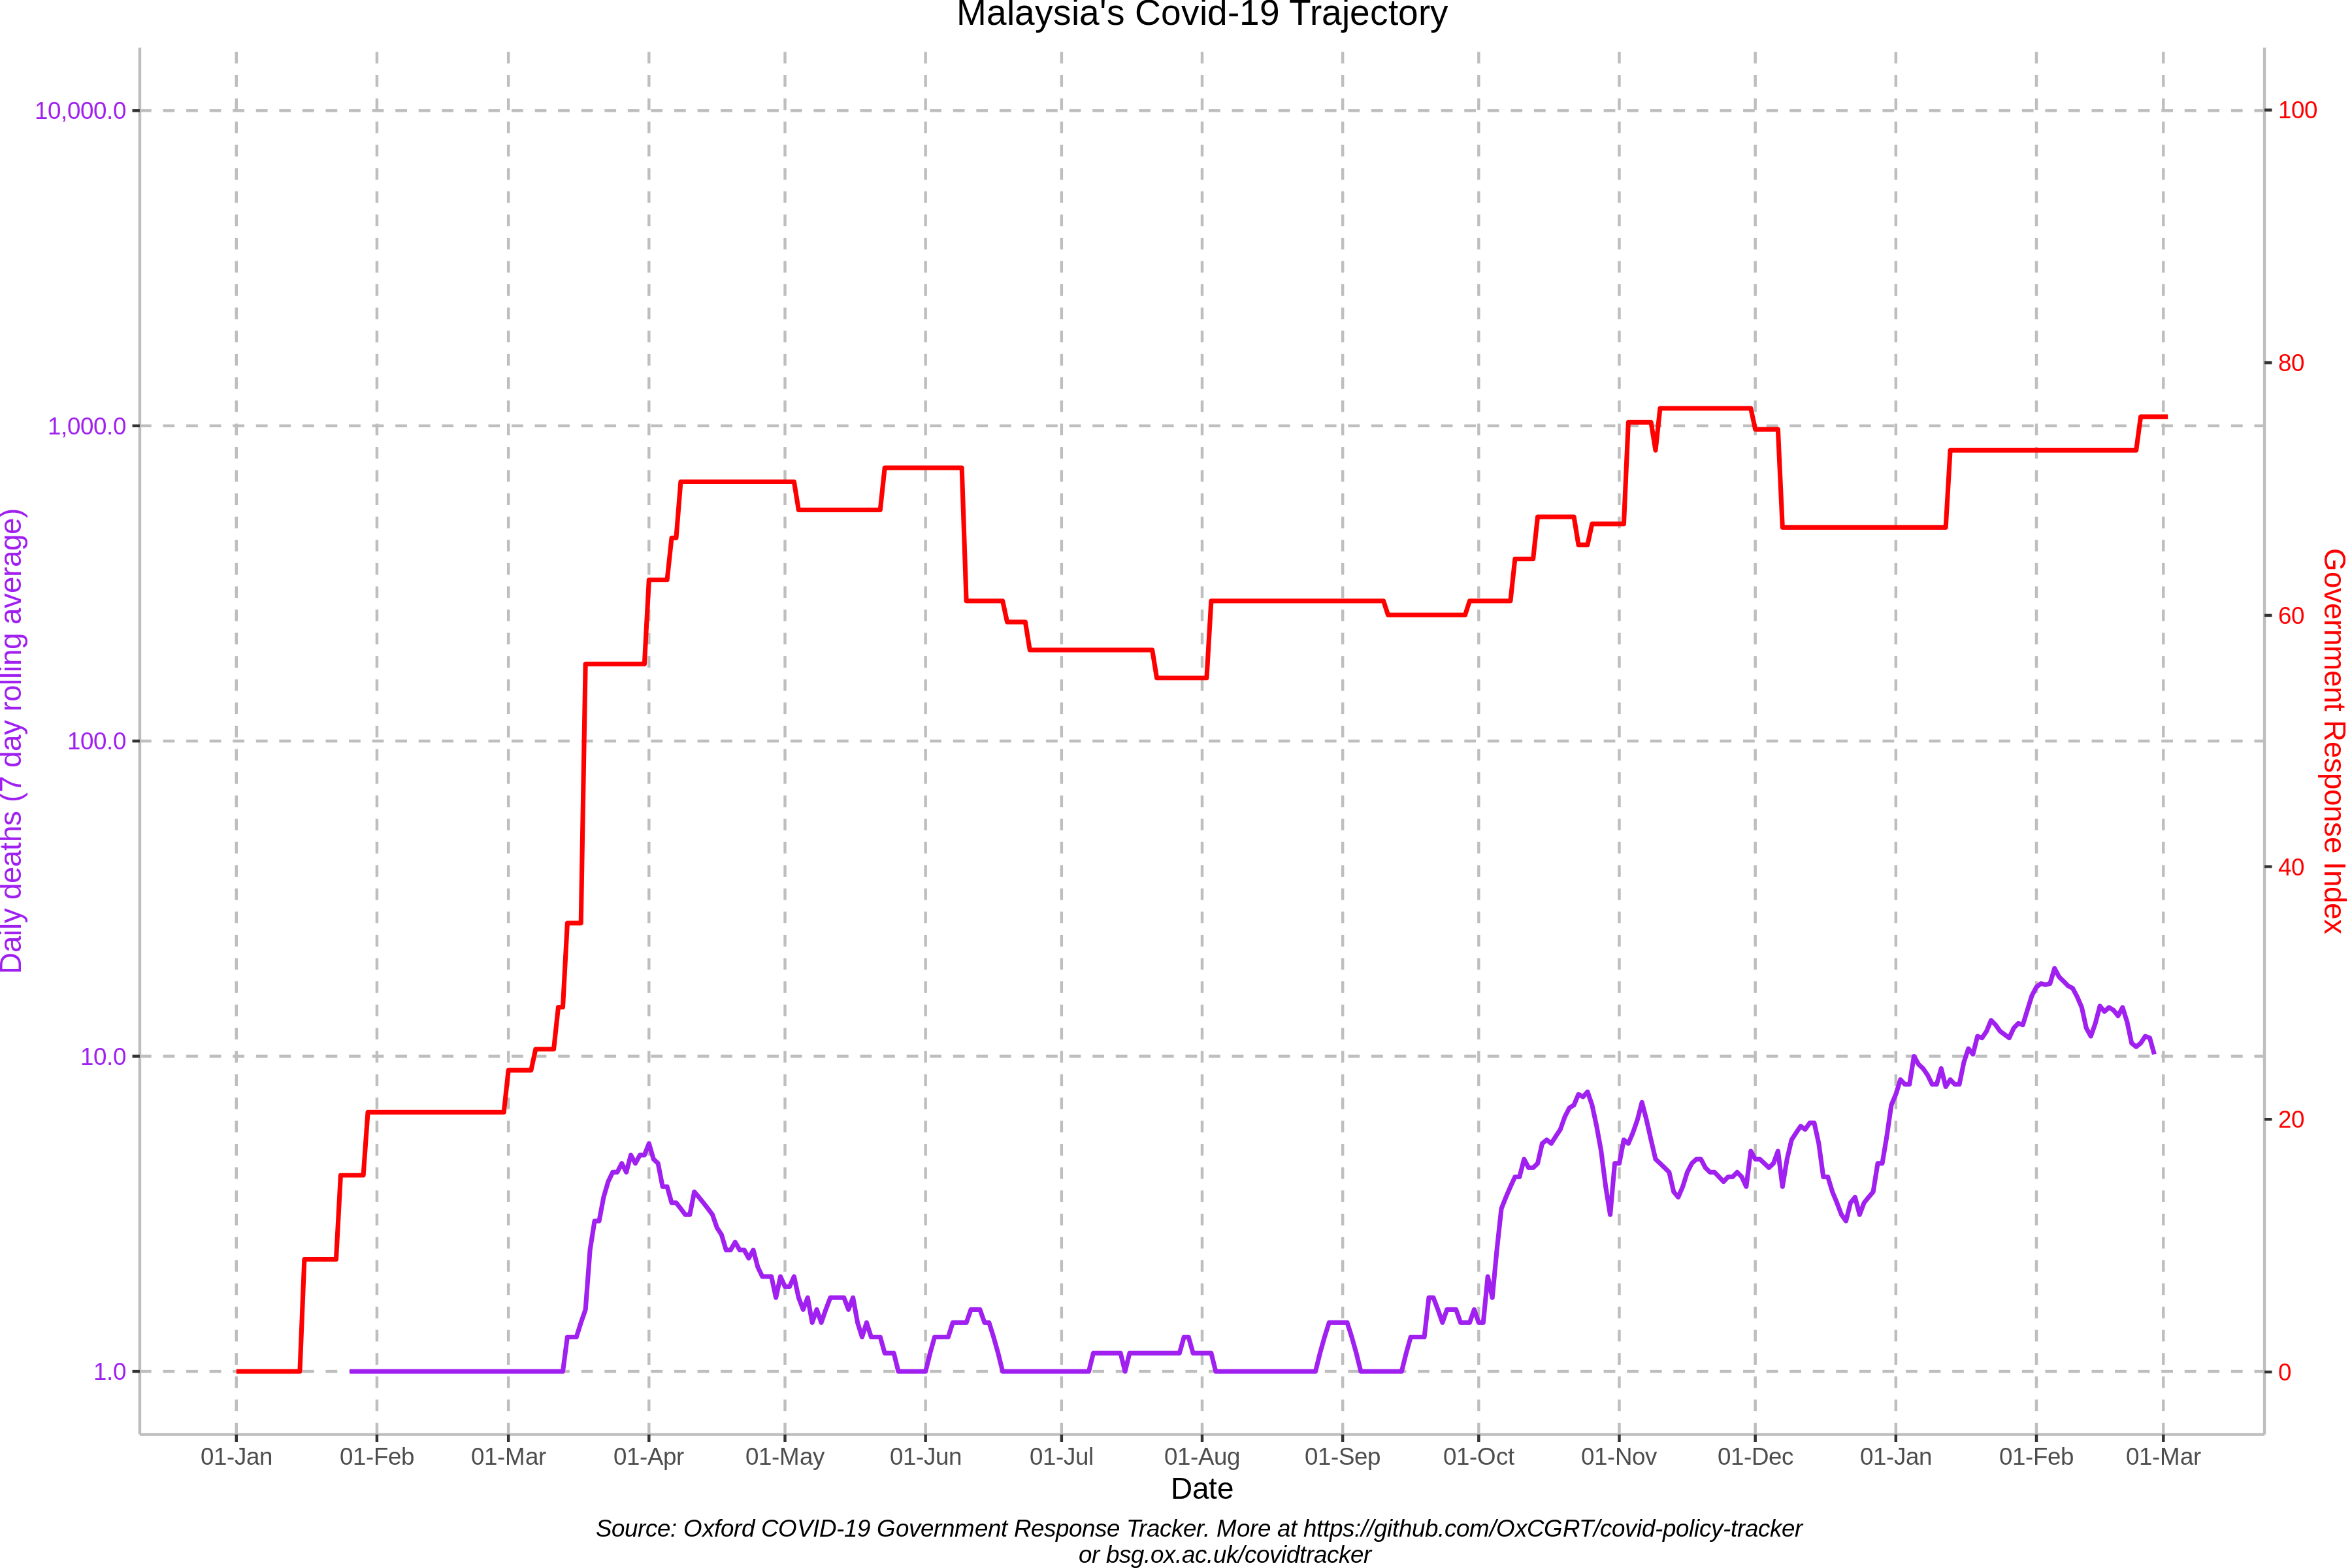 Malaysia's Covid-19 Trajectory
10,000.0
1,000.0
100.0
10.0
1.0
Daily deaths (7 day rolling average)
100
80
60
40
20
0
Government Response Index
01-Jan 01-Feb 01-Mar 01-Apr 01-May 01-Jun 01-Jul 01-Aug 01-Sep 01-Oct 01-Nov 01-Dec 01-Jan 01-Feb 01-Mar
Date
Source: Oxford COVID-19 Government Response Tracker. More at https://github.com/OxCGRT/covid-policy-tracker
or bsg.ox.ac.uk/covidtracker